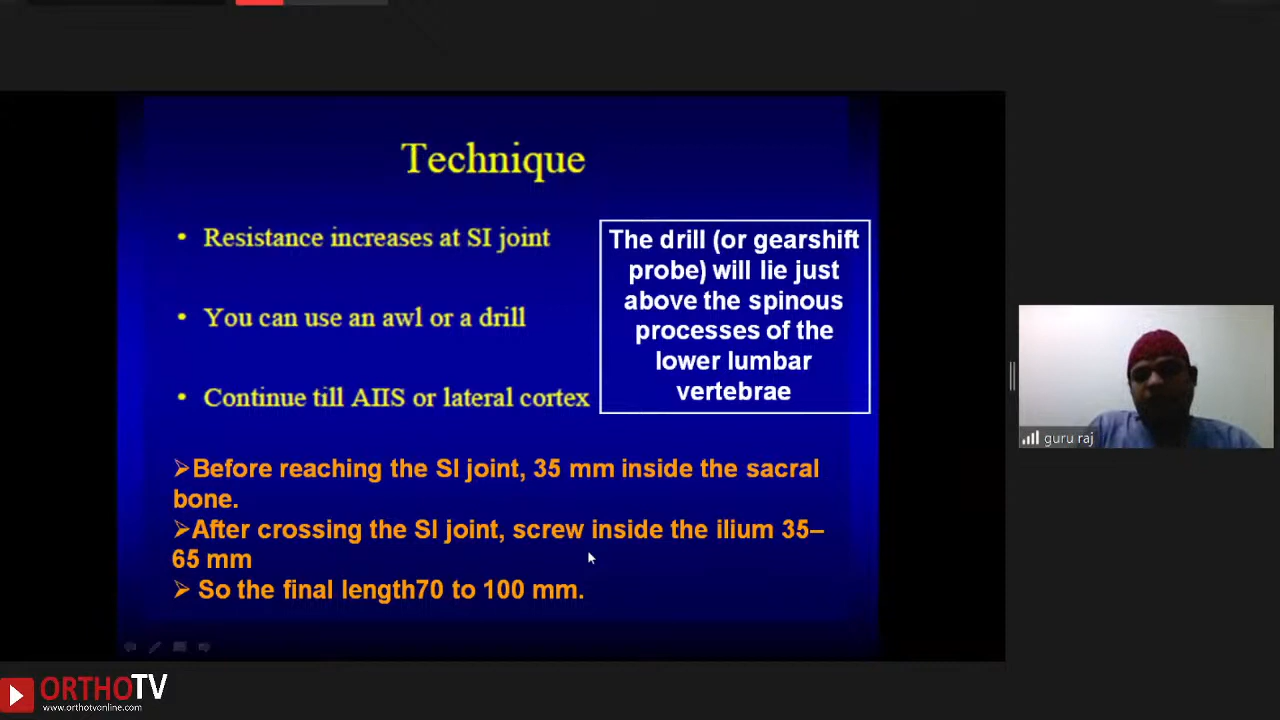 Technique
• Resistance increases at SI joint
• You can use an awl or a drill
• Continue till AIIS or lateral cortex
The drill (or gearshift
probe) will lie just
above the spinous
processes of the
lower lumbar
vertebrae
➢Before reaching the SI joint, 35 mm inside the sacral
bone.
➢After crossing the SI joint, screw inside the ilium 35–
65 mm
➢ So the final length70 to 100 mm.
guru raj
ORTHOTV
www.orthotvonline.com